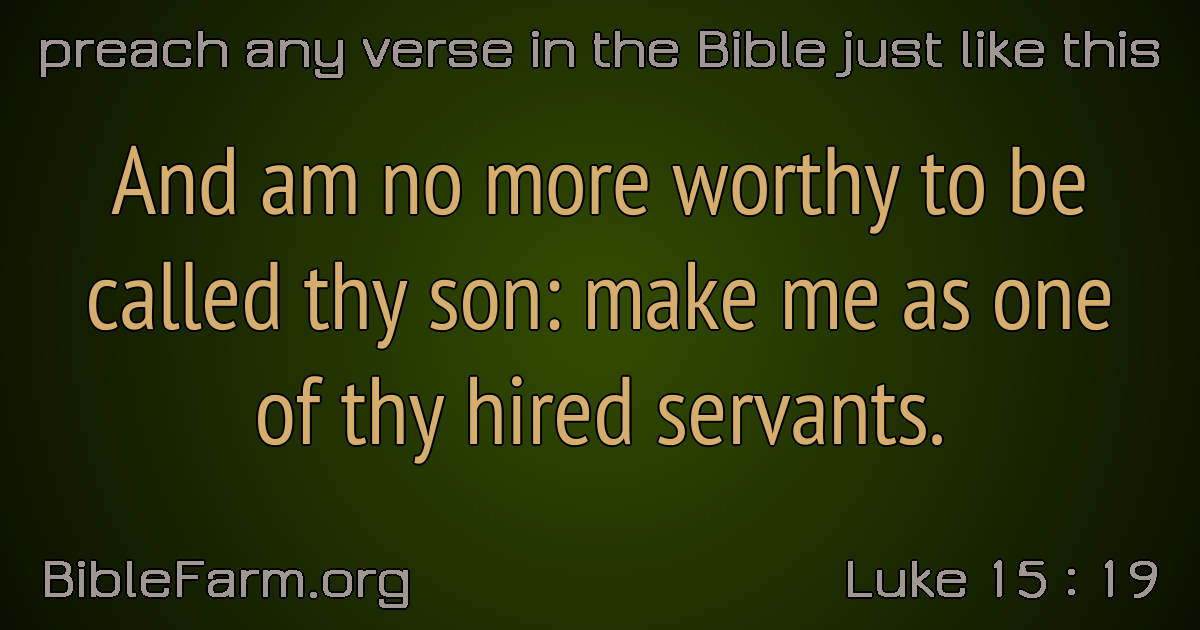 preach any verse in the Bible just like this
And am no more worthy to be
called thy son: make me as one
of thy hired servants.
BibleFarm.org
Luke 15 : 19